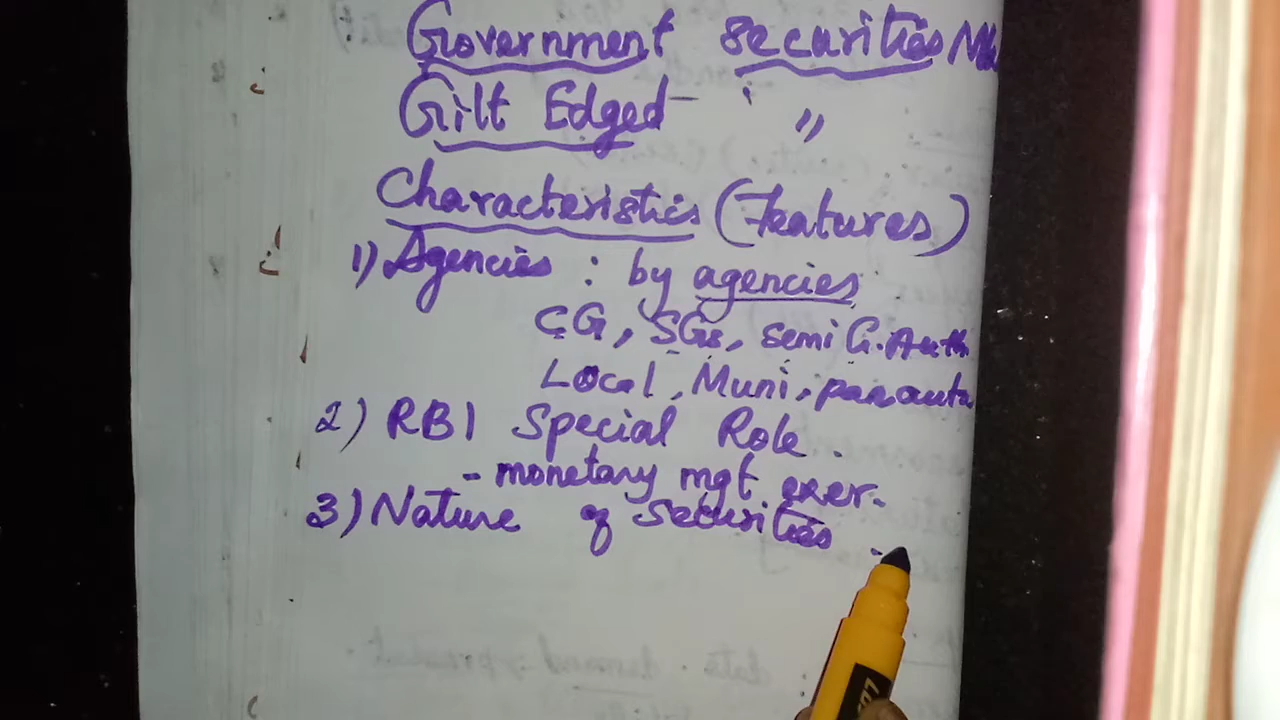 Government Securities
Gilt Edged- "
Characteristics (Features)
1) Agencies : by agencies
CG, SGs, semi G. Auth
Local, Muni,
2) RBI Special Role.
- monetary mgt exer.
3) Nature of Securities